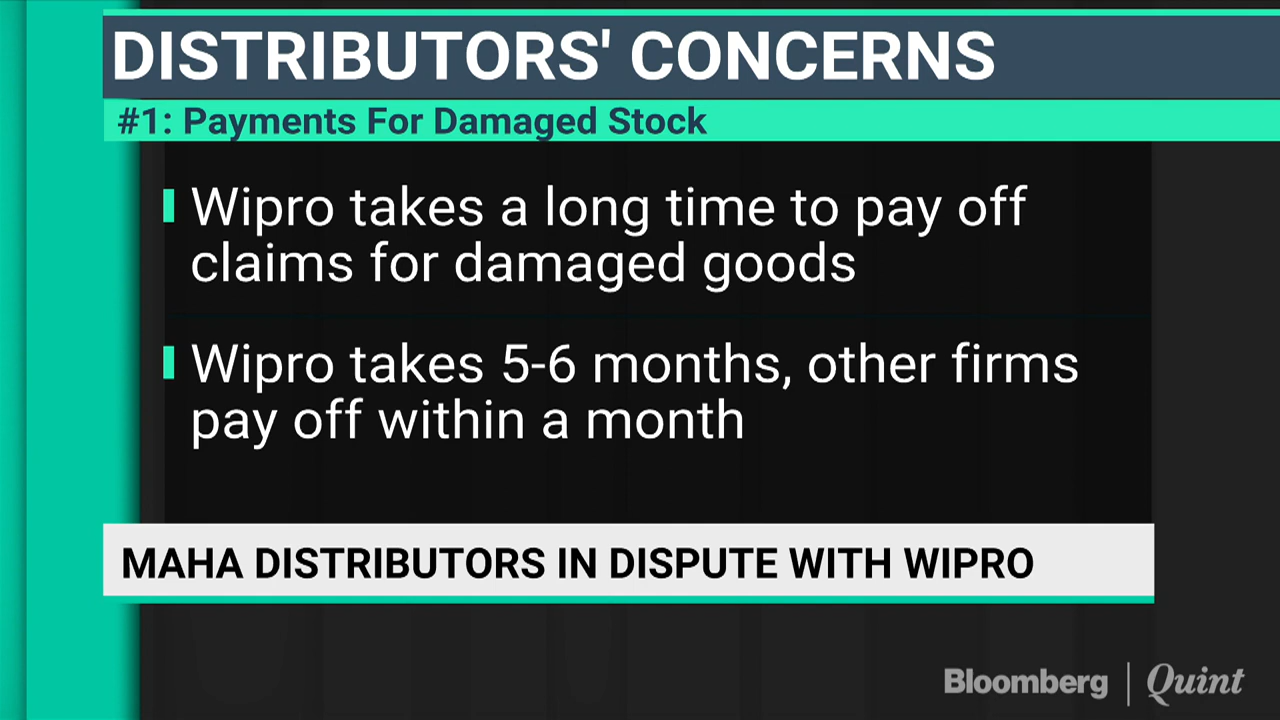 DISTRIBUTORS' CONCERNS
#1: Payments For Damaged Stock
Wipro takes a long time to pay off
claims for damaged goods
Wipro takes 5-6 months, other firms
pay off within a month
MAHA DISTRIBUTORS IN DISPUTE WITH WIPRO
Bloomberg | Quint